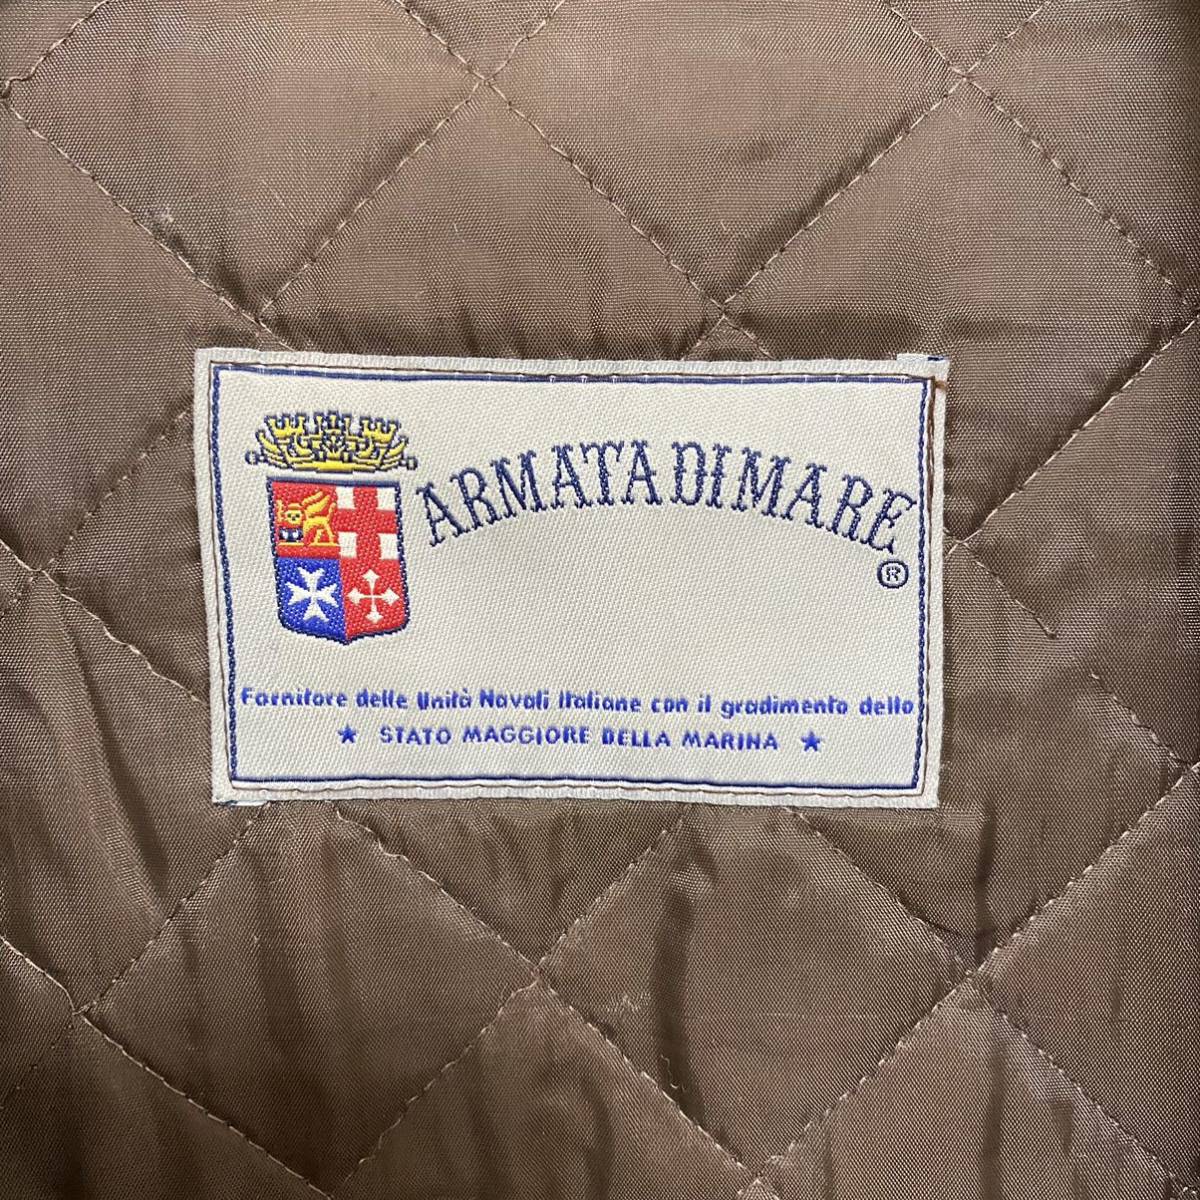 ARMATA DI MARE
®
Fornitore delle Unità Navali Italiane con il gradimento dello
★ STATO MAGGIORE DELLA MARINA ★